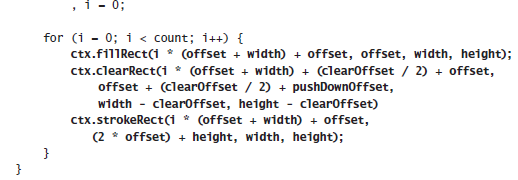 , i = 0;
for (i = 0; i < count; i++) {
ctx.fillRect(i * (offset + width) + offset, offset, width, height);
ctx.clearRect(i * (offset + width) + (clearOffset / 2) + offset,
offset + (clearOffset / 2) + pushDownOffset,
width - clearOffset, height - clearOffset)
ctx.strokeRect(i * (offset + width) + offset,
(2 * offset) + height, width, height);
}
}